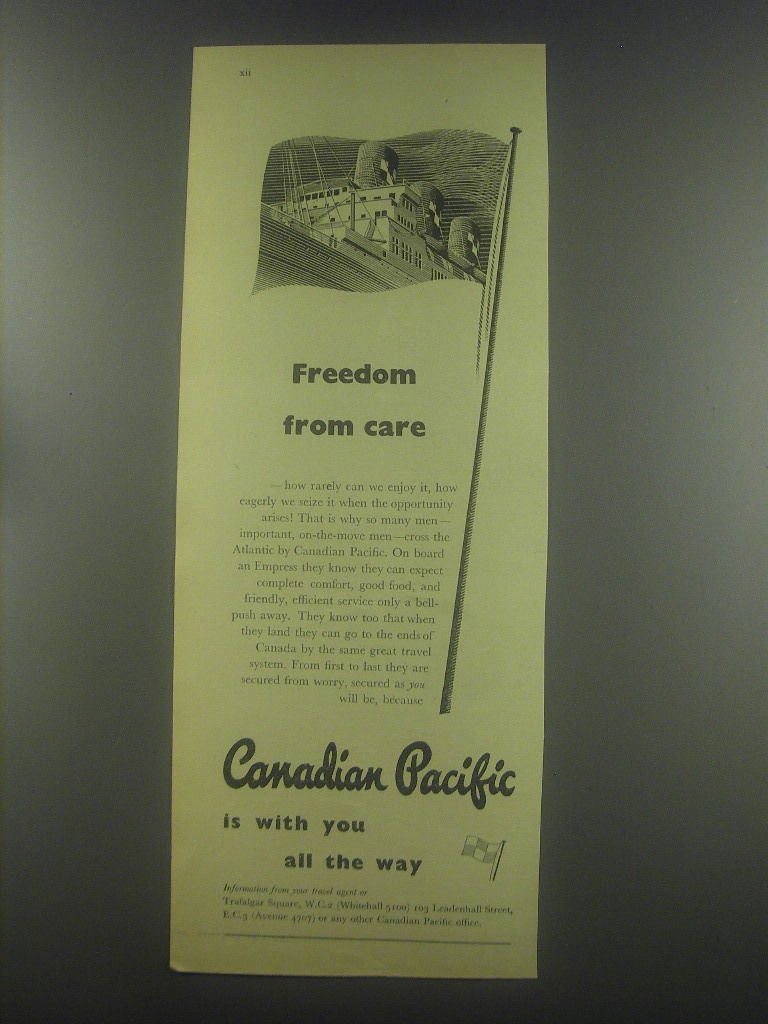 xii
Freedom
from care
—how rarely can we enjoy it, how
eagerly we seize it when the opportunity
arises! That is why so many men—
important, on-the-move men—cross the
Atlantic by Canadian Pacific. On board
an Empress they know they can expect
complete comfort, good food, and
friendly, efficient service only a bell-
push away. They know too that when
they land they can go to the ends of
Canada by the same great travel
system. From first to last they are
secured from worry, secured as you
will be, because
Canadian Pacific
is with you
all the way
Information from your travel agent or
Trafalgar Square, W.C.2 (Whitehall 5100) 103 Leadenhall Street,
E.C.3 (Avenue 4707) or any other Canadian Pacific office.